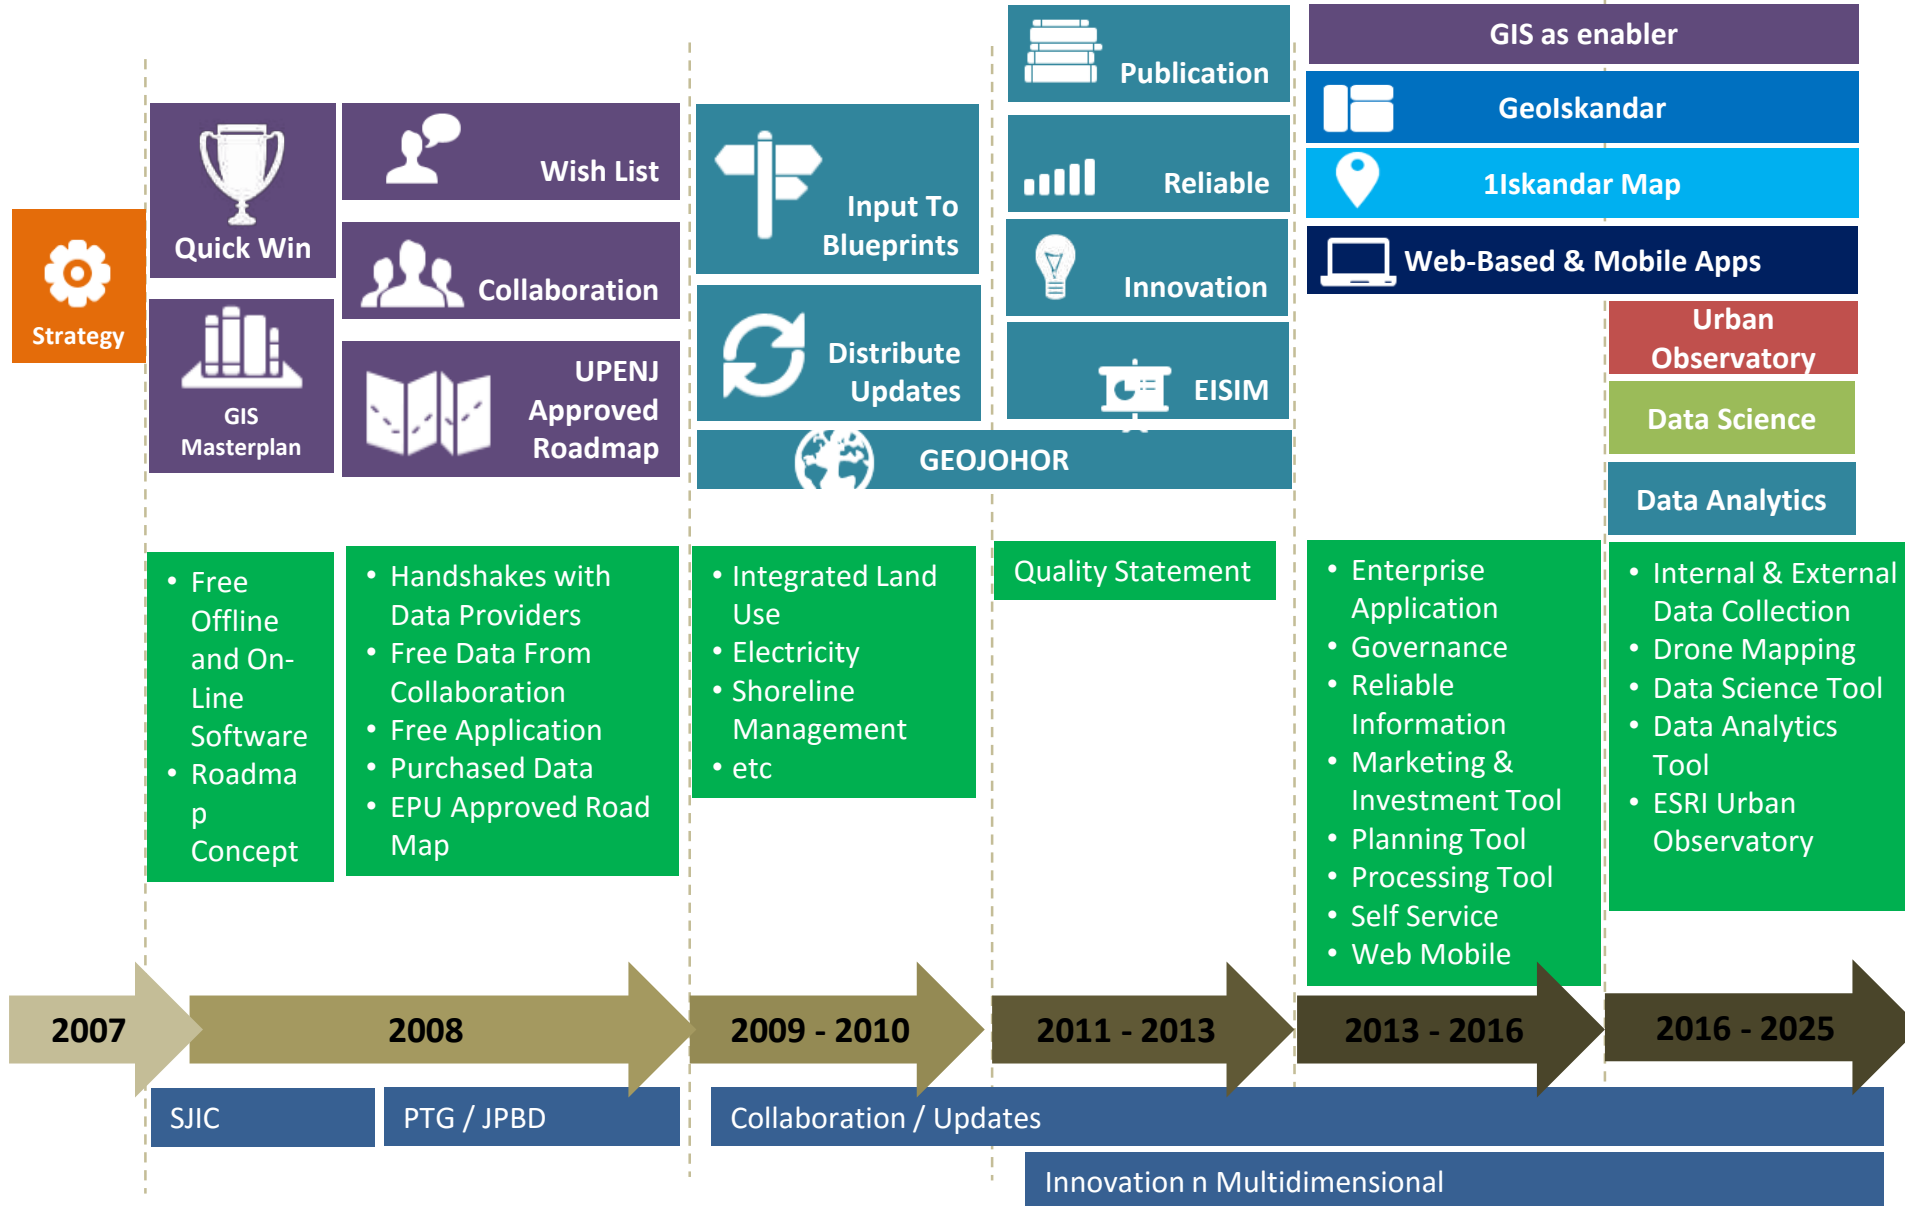 Strategy
Quick Win
GIS
Masterplan
Wish List
Collaboration
UPENJ
Approved
Roadmap
Input To
Blueprints
Distribute
Updates
GEOJOHOR
Publication
Reliable
Innovation
EISIM
GIS as enabler
GeoIskandar
1Iskandar Map
Web-Based & Mobile Apps
Urban
Observatory
Data Science
Data Analytics
• Free
Offline
and On-
Line
Software
• Roadma
p
Concept
• Handshakes with
Data Providers
• Free Data From
Collaboration
• Free Application
• Purchased Data
• EPU Approved Road
Map
• Integrated Land
Use
• Electricity
• Shoreline
Management
• etc
Quality Statement
• Enterprise
Application
• Governance
• Reliable
Information
• Marketing &
Investment Tool
• Planning Tool
• Processing Tool
• Self Service
• Web Mobile
• Internal & External
Data Collection
• Drone Mapping
• Data Science Tool
• Data Analytics
Tool
• ESRI Urban
Observatory
2007
2008
2009 - 2010
2011 - 2013
2013 - 2016
2016 - 2025
SJIC
PTG / JPBD
Collaboration / Updates
Innovation n Multidimensional